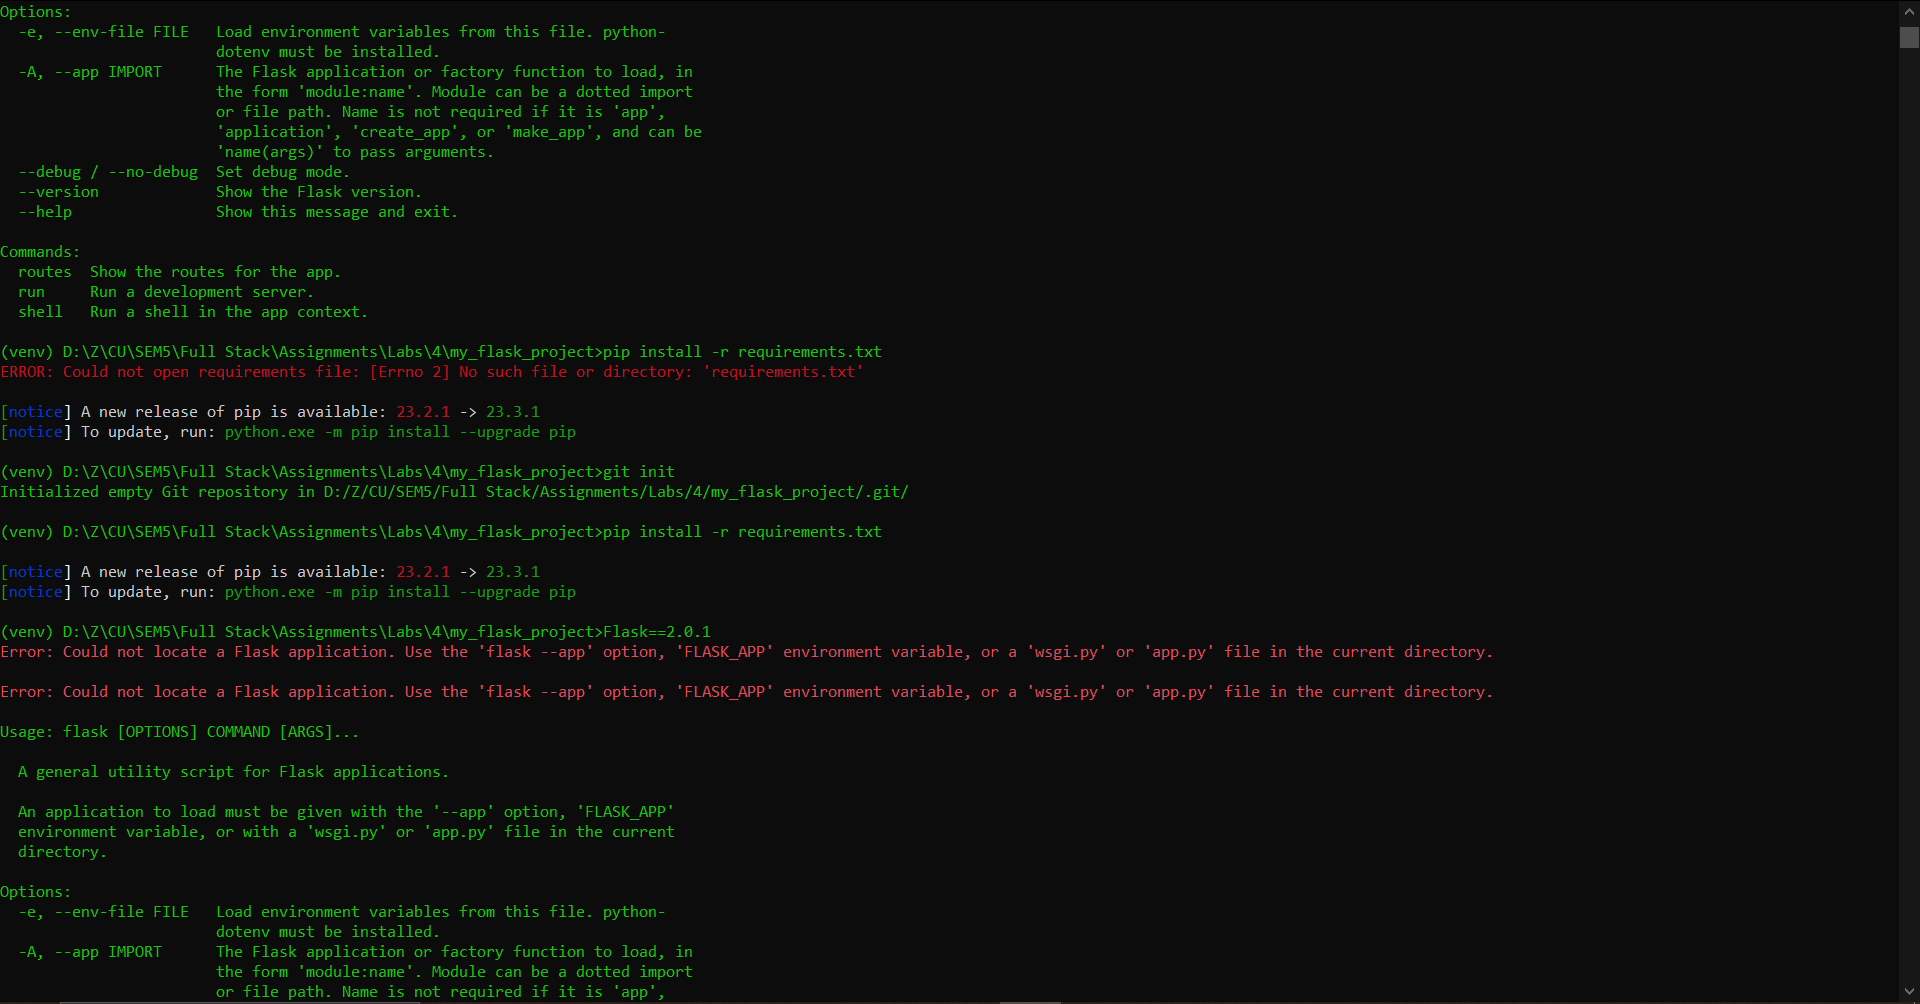 Options:
  -e, --env-file FILE   Load environment variables from this file. python-
                        dotenv must be installed.
  -A, --app IMPORT      The Flask application or factory function to load, in
                        the form 'module:name'. Module can be a dotted import
                        or file path. Name is not required if it is 'app',
                        'application', 'create_app', or 'make_app', and can be
                        'name(args)' to pass arguments.
  --debug / --no-debug  Set debug mode.
  --version             Show the Flask version.
  --help                Show this message and exit.

Commands:
  routes  Show the routes for the app.
  run     Run a development server.
  shell   Run a shell in the app context.

(venv) D:\Z\CU\SEM5\Full Stack\Assignments\Labs\4\my_flask_project>pip install -r requirements.txt
ERROR: Could not open requirements file: [Errno 2] No such file or directory: 'requirements.txt'

[notice] A new release of pip is available: 23.2.1 -> 23.3.1
[notice] To update, run: python.exe -m pip install --upgrade pip

(venv) D:\Z\CU\SEM5\Full Stack\Assignments\Labs\4\my_flask_project>git init
Initialized empty Git repository in D:/Z/CU/SEM5/Full Stack/Assignments/Labs/4/my_flask_project/.git/

(venv) D:\Z\CU\SEM5\Full Stack\Assignments\Labs\4\my_flask_project>pip install -r requirements.txt

[notice] A new release of pip is available: 23.2.1 -> 23.3.1
[notice] To update, run: python.exe -m pip install --upgrade pip

(venv) D:\Z\CU\SEM5\Full Stack\Assignments\Labs\4\my_flask_project>Flask==2.0.1
Error: Could not locate a Flask application. Use the 'flask --app' option, 'FLASK_APP' environment variable, or a 'wsgi.py' or 'app.py' file in the current directory.

Error: Could not locate a Flask application. Use the 'flask --app' option, 'FLASK_APP' environment variable, or a 'wsgi.py' or 'app.py' file in the current directory.

Usage: flask [OPTIONS] COMMAND [ARGS]...

  A general utility script for Flask applications.

  An application to load must be given with the '--app' option, 'FLASK_APP'
  environment variable, or with a 'wsgi.py' or 'app.py' file in the current
  directory.

Options:
  -e, --env-file FILE   Load environment variables from this file. python-
                        dotenv must be installed.
  -A, --app IMPORT      The Flask application or factory function to load, in
                        the form 'module:name'. Module can be a dotted import
                        or file path. Name is not required if it is 'app',